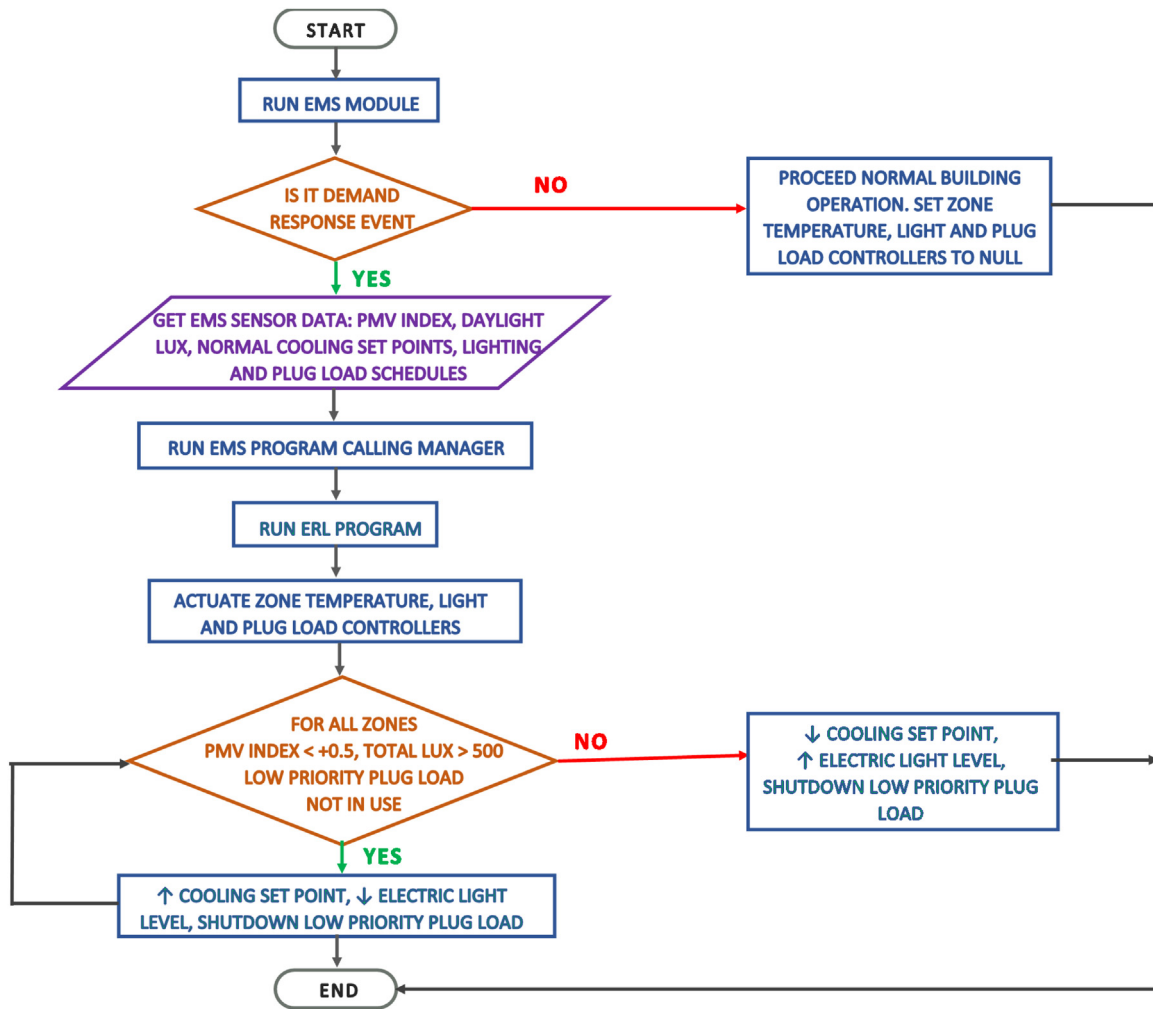 START
RUN EMS MODULE
IS IT DEMAND
RESPONSE EVENT
NO
PROCEED NORMAL BUILDING
OPERATION. SET ZONE
TEMPERATURE, LIGHT AND PLUG
LOAD CONTROLLERS TO NULL
YES
GET EMS SENSOR DATA: PMV INDEX, DAYLIGHT
LUX, NORMAL COOLING SET POINTS, LIGHTING
AND PLUG LOAD SCHEDULES
RUN EMS PROGRAM CALLING MANAGER
RUN ERL PROGRAM
ACTUATE ZONE TEMPERATURE, LIGHT
AND PLUG LOAD CONTROLLERS
FOR ALL ZONES
PMV INDEX < +0.5, TOTAL LUX > 500
LOW PRIORITY PLUG LOAD
NOT IN USE
NO
↓ COOLING SET POINT,
↑ ELECTRIC LIGHT LEVEL,
SHUTDOWN LOW PRIORITY PLUG
LOAD
YES
↑ COOLING SET POINT, ↓ ELECTRIC LIGHT
LEVEL, SHUTDOWN LOW PRIORITY PLUG LOAD
END